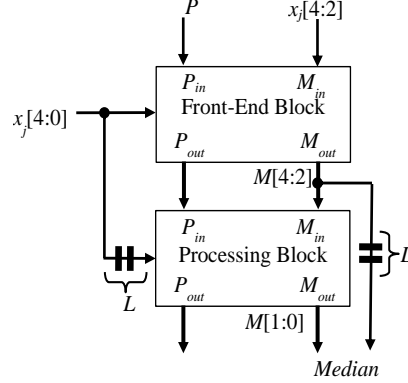 P x_j[4:2]
P_in M_in
Front-End Block
x_j[4:0]
P_out M_out
M[4:2]
P_in M_in
Processing Block
L
P_out M_out
L
M[1:0]
Median